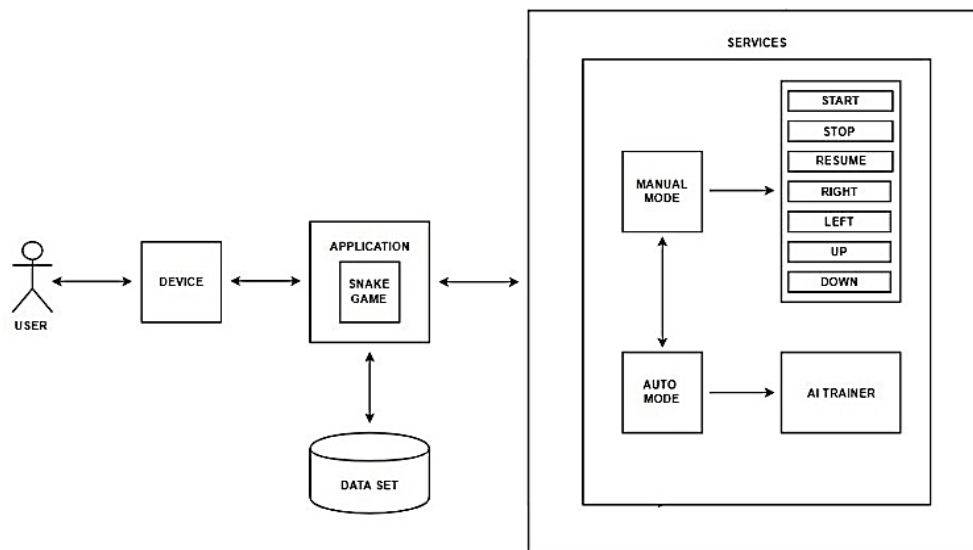 SERVICES
START
STOP
RESUME
RIGHT
LEFT
UP
DOWN
MANUAL
MODE
APPLICATION
SNAKE
GAME
DEVICE
USER
AUTO
MODE
AI TRAINER
DATA SET